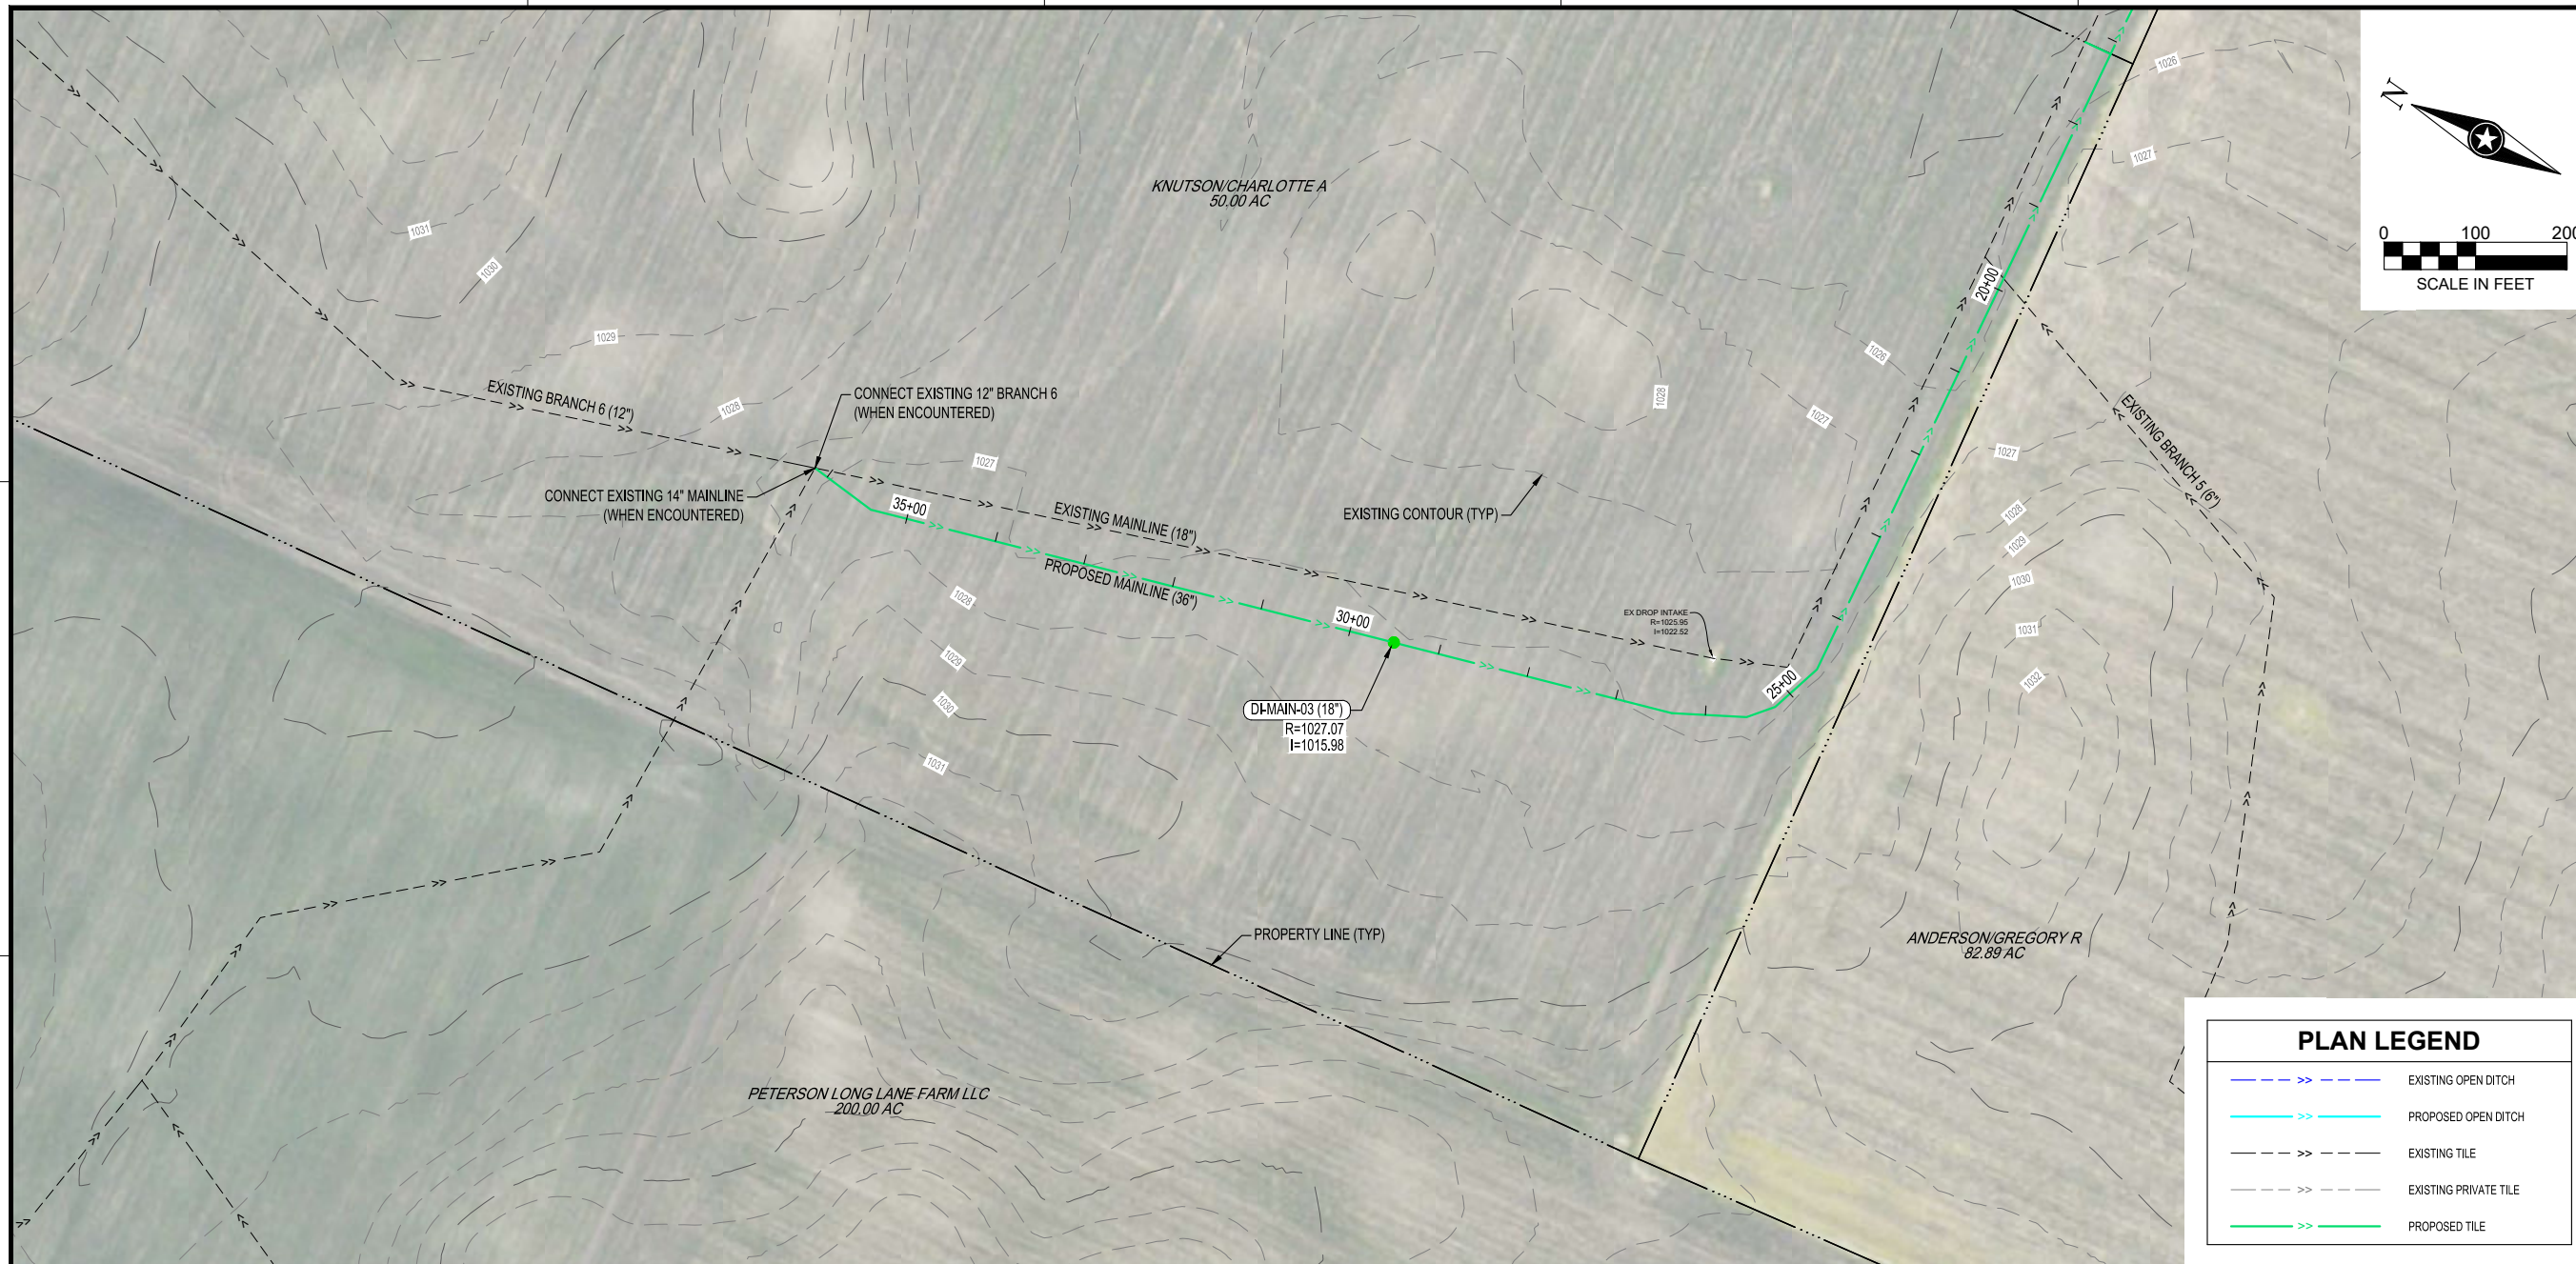 1026
N
1027
0 100 200
SCALE IN FEET
KNUTSON/CHARLOTTE A
50.00 AC
1031
1030
20+00
1029
1026
EXISTING BRANCH 6 (12")
CONNECT EXISTING 12" BRANCH 6
(WHEN ENCOUNTERED)
1028
1028
1027
EXISTING BRANCH 5 (6")
1027
1027
CONNECT EXISTING 14" MAINLINE
(WHEN ENCOUNTERED)
35+00
EXISTING MAINLINE (18")
EXISTING CONTOUR (TYP)
1028
1029
PROPOSED MAINLINE (36")
1030
1028
30+00
EX DROP INTAKE
R=1025.95
I=1022.52
1031
1029
1032
25+00
1030
DI-MAIN-03 (18")
R=1027.07
I=1015.98
1031
PROPERTY LINE (TYP)
ANDERSON/GREGORY R
82.89 AC
PETERSON LONG LANE FARM LLC
200.00 AC
PLAN LEGEND
>> EXISTING OPEN DITCH
>> PROPOSED OPEN DITCH
>> EXISTING TILE
>> EXISTING PRIVATE TILE
>> PROPOSED TILE